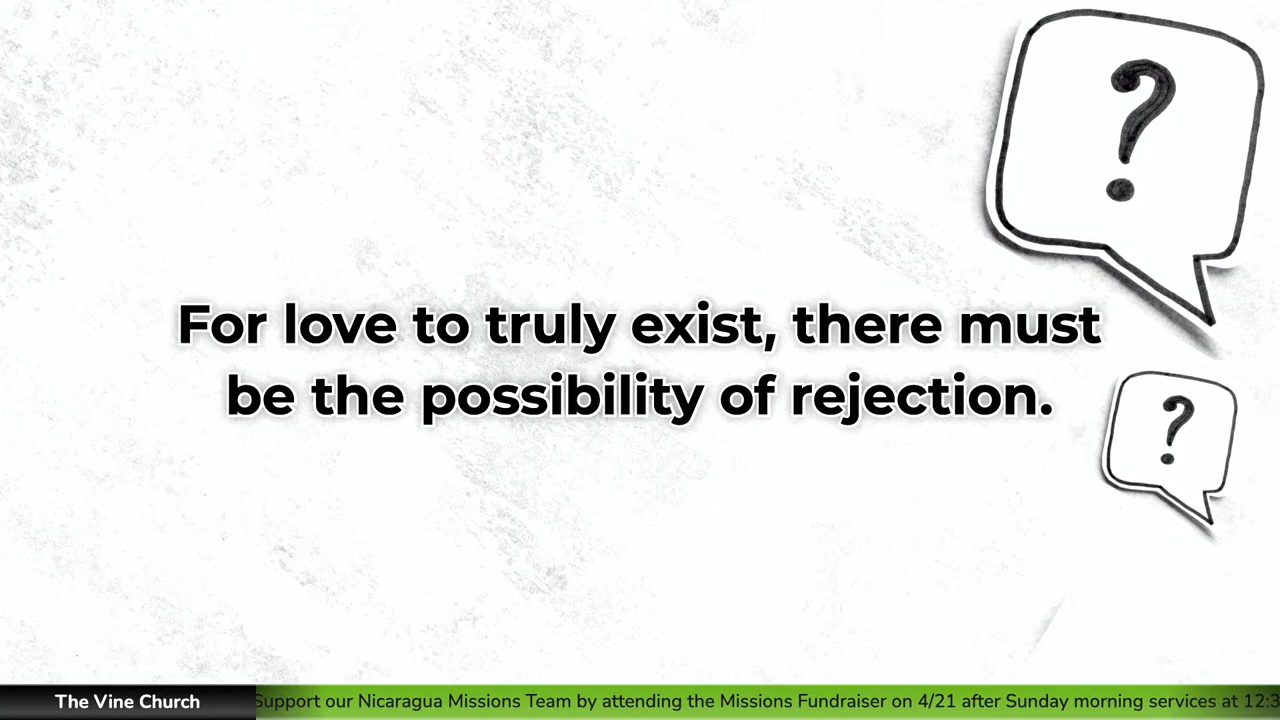 ?
For love to truly exist, there must
be the possibility of rejection.
?
The Vine Church
Support our Nicaragua Missions Team by attending the Missions Fundraiser on 4/21 after Sunday morning services at